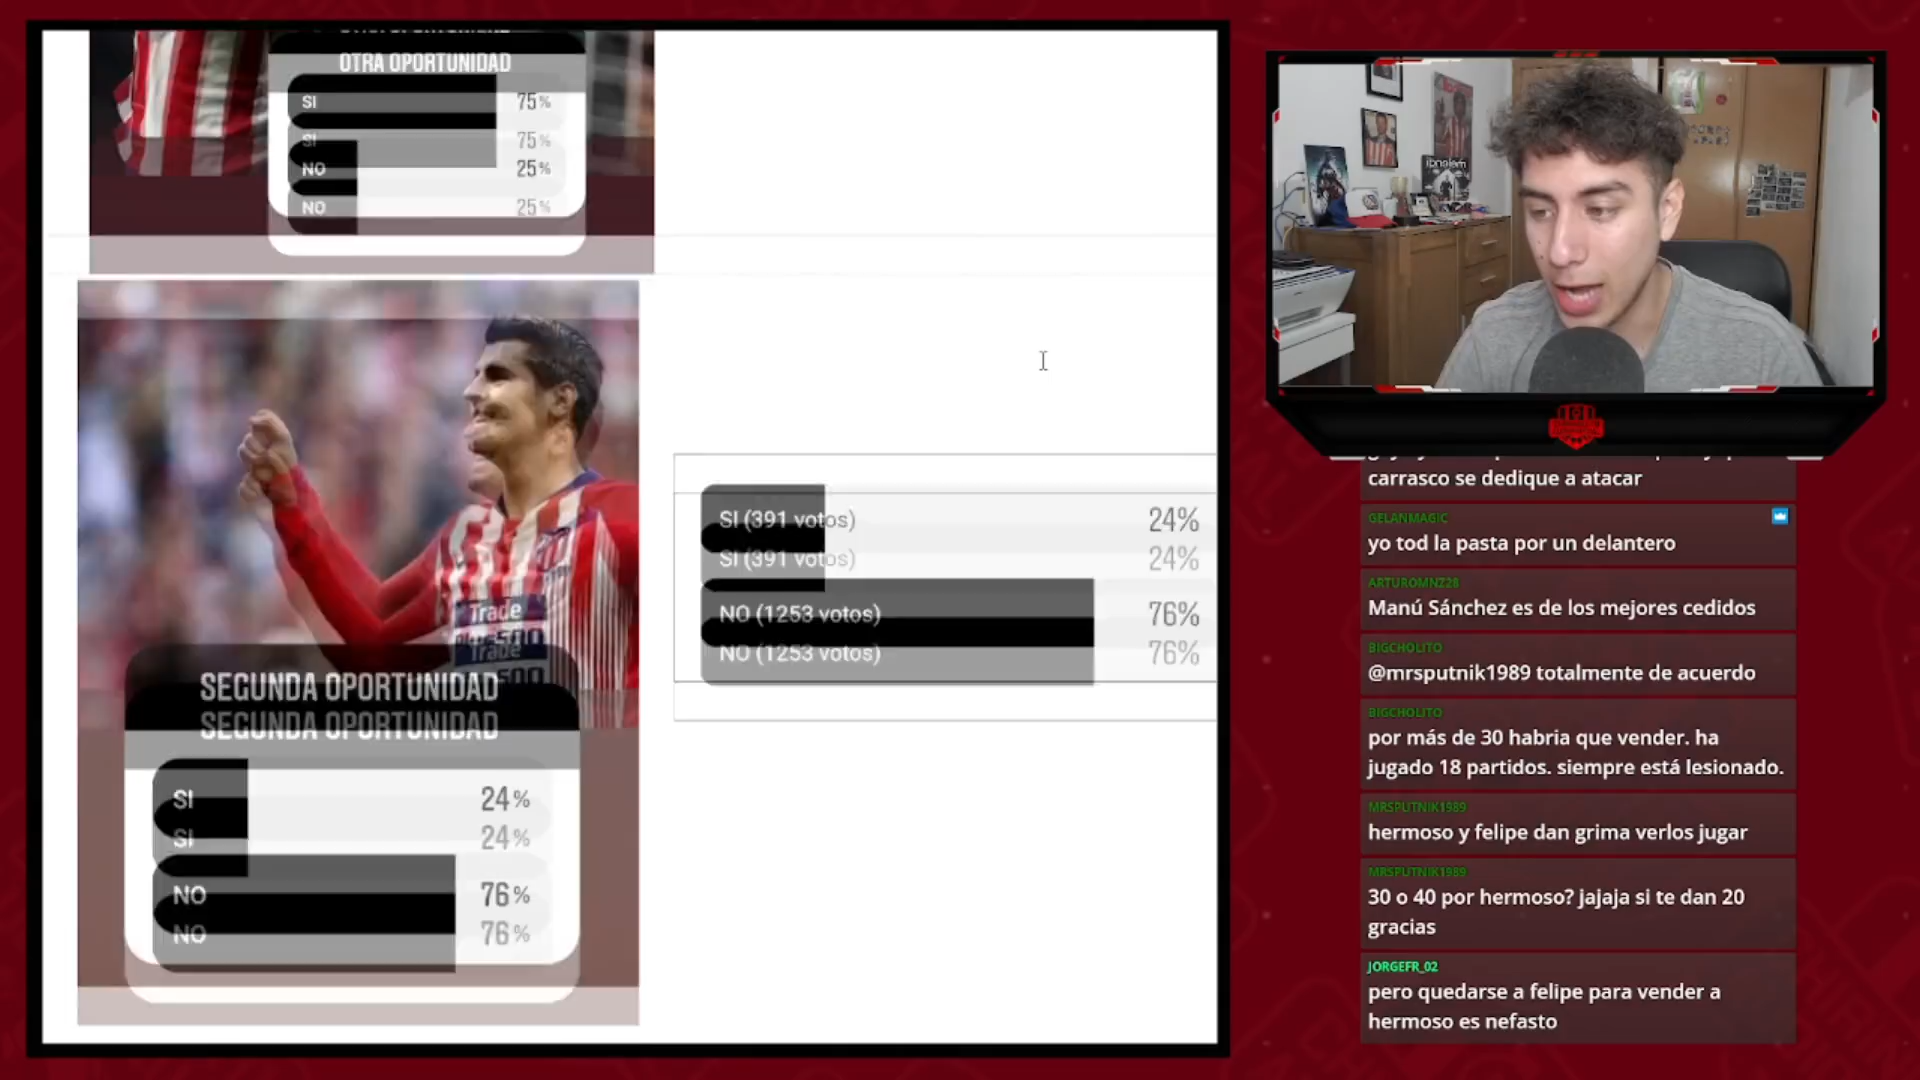 OTRA OPORTUNIDAD
SI 75%
SI 75%
NO 25%
NO 25%
Trade
Trade
SEGUNDA OPORTUNIDAD
SEGUNDA OPORTUNIDAD
SI 24%
SI 24%
NO 76%
NO 76%
SI (391 votos) 24%
SI (391 votos) 24%
NO (1253 votos) 76%
NO (1253 votos) 76%
carrasco se dedique a atacar
GELANMAGIC
yo tod la pasta por un delantero
ARTUROMNZ28
Manú Sánchez es de los mejores cedidos
BIGCHOLITO
@mrsputnik1989 totalmente de acuerdo
BIGCHOLITO
por más de 30 habria que vender. ha
jugado 18 partidos. siempre está lesionado.
MRSPUTNIK1989
hermoso y felipe dan grima verlos jugar
MRSPUTNIK1989
30 o 40 por hermoso? jajaja si te dan 20
gracias
JORGEFR_02
pero quedarse a felipe para vender a
hermoso es nefasto